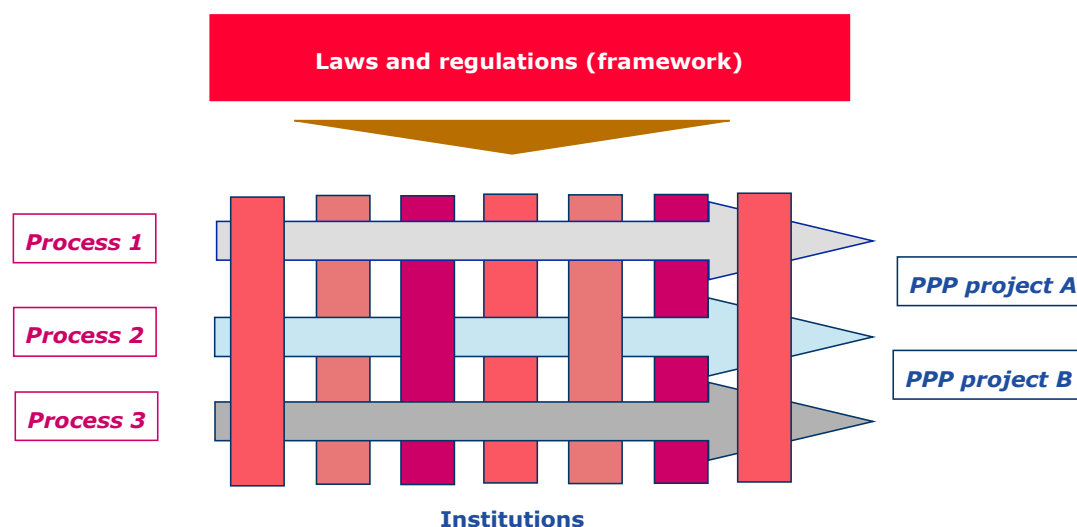 Laws and regulations (framework)
Process 1
PPP project A
Process 2
PPP project B
Process 3
Institutions